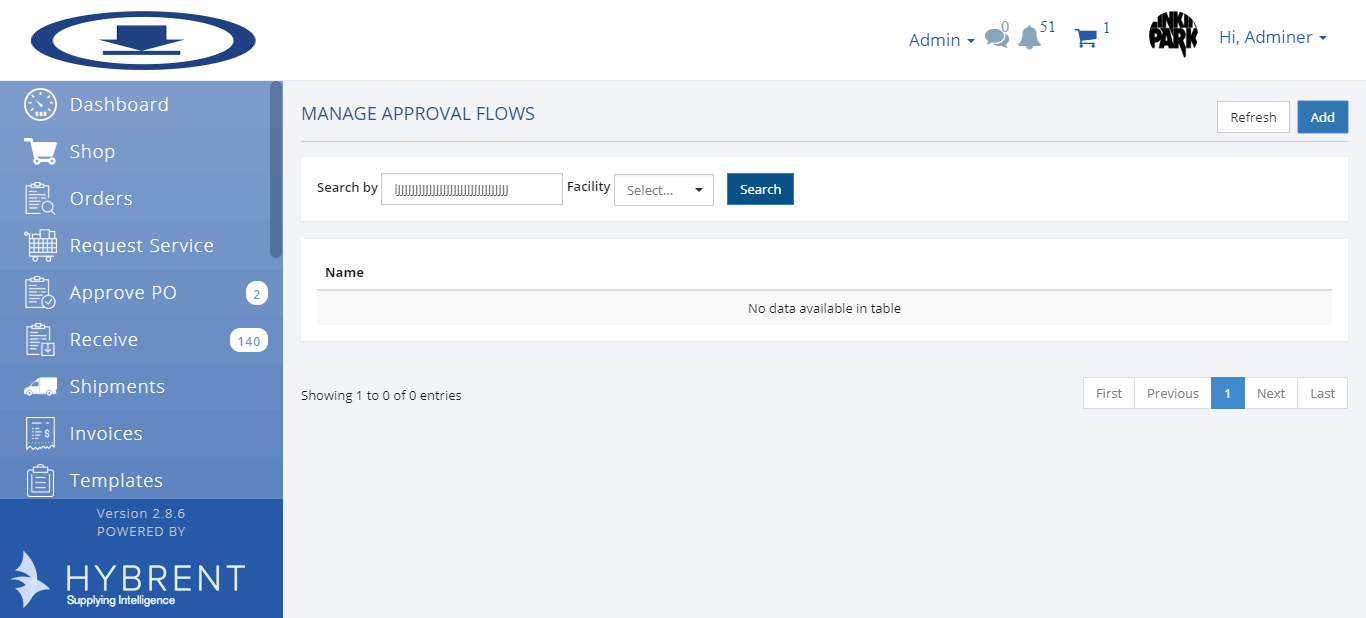 0
51
1
Admin
INKIN PARK
Hi, Adminer
Dashboard
Shop
Orders
Request Service
Approve PO 2
Receive 140
Shipments
Invoices
Templates
Version 2.8.6
POWERED BY
HYBRENT
Supplying Intelligence
MANAGE APPROVAL FLOWS
Refresh
Add
Search by
Facility
Select...
Search
Name
No data available in table
Showing 1 to 0 of 0 entries
First Previous 1 Next Last